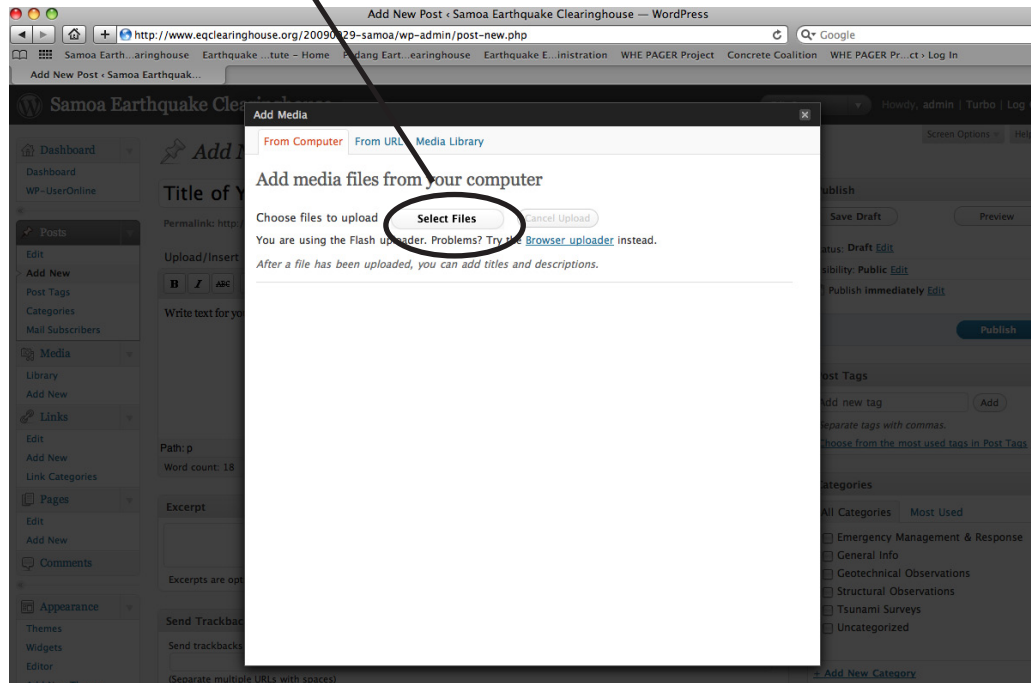 Add New Post ‹ Samoa Earthquake Clearinghouse — WordPress
http://www.eqclearinghouse.org/20090929-samoa/wp-admin/post-new.php
Google
Samoa Earth...aringhouse Earthquake ...tute – Home Padang Eart...earinghouse Earthquake E...inistration WHE PAGER Project Concrete Coalition WHE PAGER Pr...ct › Log In
Add New Post ‹ Samoa Earthquak...
Samoa Earthquake Clearinghouse
Howdy, admin | Turbo | Log
Screen Options Help
Add Media
From Computer From URL Media Library
Add media files from your computer
Choose files to upload Select Files Cancel Upload
You are using the Flash uploader. Problems? Try the Browser uploader instead.
After a file has been uploaded, you can add titles and descriptions.
Dashboard
Dashboard
WP-UserOnline
Posts
Edit
Add New
Post Tags
Categories
Mail Subscribers
Media
Library
Add New
Links
Edit
Add New
Link Categories
Pages
Edit
Add New
Comments
Appearance
Themes
Widgets
Editor
Add N
Title of Y
Permalink: http:
Upload/Insert
B I ABC
Write text for yo
Path: p
Word count: 18
Excerpt
Excerpts are opt
Send Trackbac
Send trackbacks
(Separate multiple URLs with spaces)
ublish
Save Draft Preview
atus: Draft Edit
sibility: Public Edit
Publish immediately Edit
Publish
ost Tags
Add new tag Add
Separate tags with commas.
Choose from the most used tags in Post Tags
ategories
All Categories Most Used
Emergency Management & Response
General Info
Geotechnical Observations
Structural Observations
Tsunami Surveys
Uncategorized
+ Add New Category